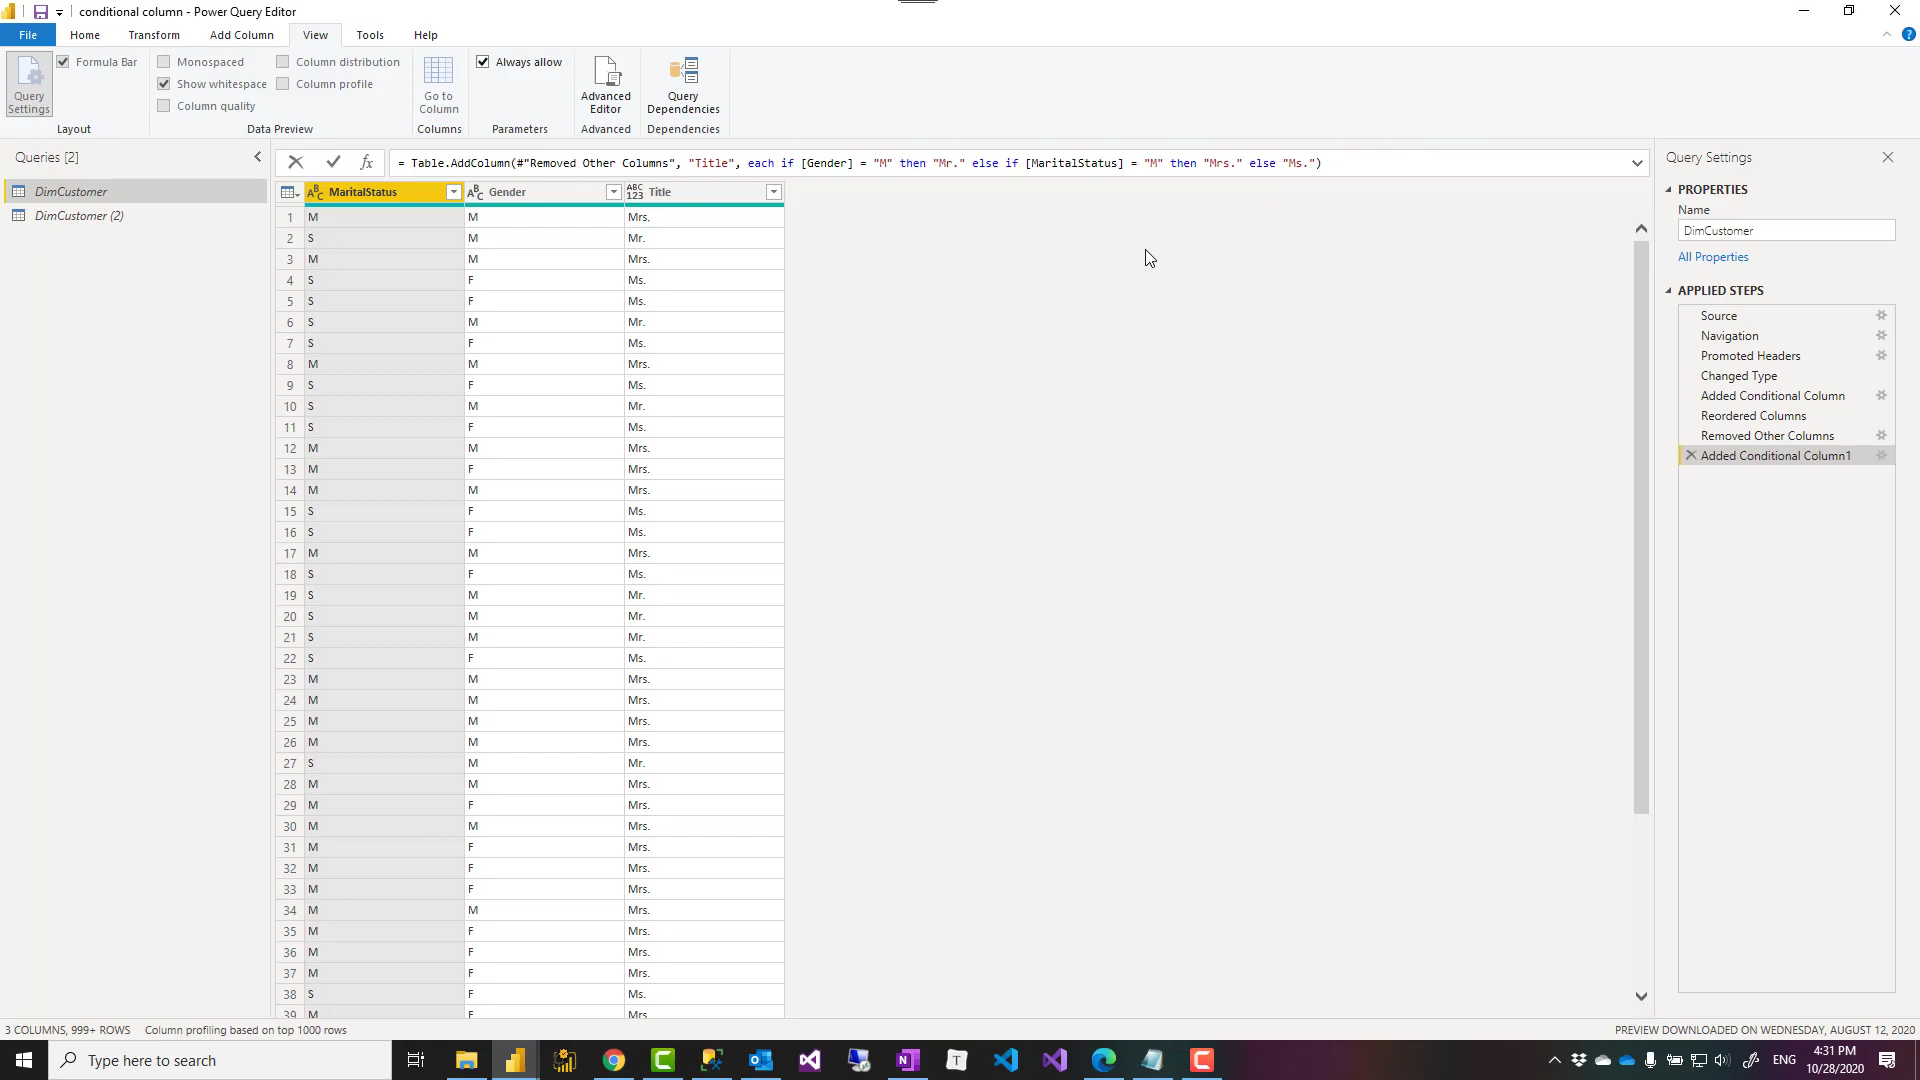 conditional column - Power Query Editor
File Home Transform Add Column View Tools Help
Query Settings
Formula Bar
Monospaced
Show whitespace
Column quality
Column distribution
Column profile
Go to Column
Always allow
Advanced Editor
Query Dependencies
Layout Data Preview Columns Parameters Advanced Dependencies
Queries [2]
DimCustomer
DimCustomer (2)
= Table.AddColumn(#"Removed Other Columns", "Title", each if [Gender] = "M" then "Mr." else if [MaritalStatus] = "M" then "Mrs." else "Ms.")
MaritalStatus Gender ABC 123 Title
1 M M Mrs.
2 S M Mr.
3 M M Mrs.
4 S F Ms.
5 S F Ms.
6 S M Mr.
7 S F Ms.
8 M M Mrs.
9 S F Ms.
10 S M Mr.
11 S F Ms.
12 M M Mrs.
13 M F Mrs.
14 M M Mrs.
15 S F Ms.
16 S F Ms.
17 M M Mrs.
18 S F Ms.
19 S M Mr.
20 S M Mr.
21 S M Mr.
22 S F Ms.
23 M M Mrs.
24 M M Mrs.
25 M M Mrs.
26 M M Mrs.
27 S M Mr.
28 M M Mrs.
29 M F Mrs.
30 M M Mrs.
31 M F Mrs.
32 M F Mrs.
33 M F Mrs.
34 M M Mrs.
35 M F Mrs.
36 M F Mrs.
37 M F Mrs.
38 S F Ms.
39 M F Mrs
Query Settings
PROPERTIES
Name
DimCustomer
All Properties
APPLIED STEPS
Source
Navigation
Promoted Headers
Changed Type
Added Conditional Column
Reordered Columns
Removed Other Columns
Added Conditional Column1
3 COLUMNS, 999+ ROWS Column profiling based on top 1000 rows
PREVIEW DOWNLOADED ON WEDNESDAY, AUGUST 12, 2020
Type here to search
ENG
4:31 PM
10/28/2020